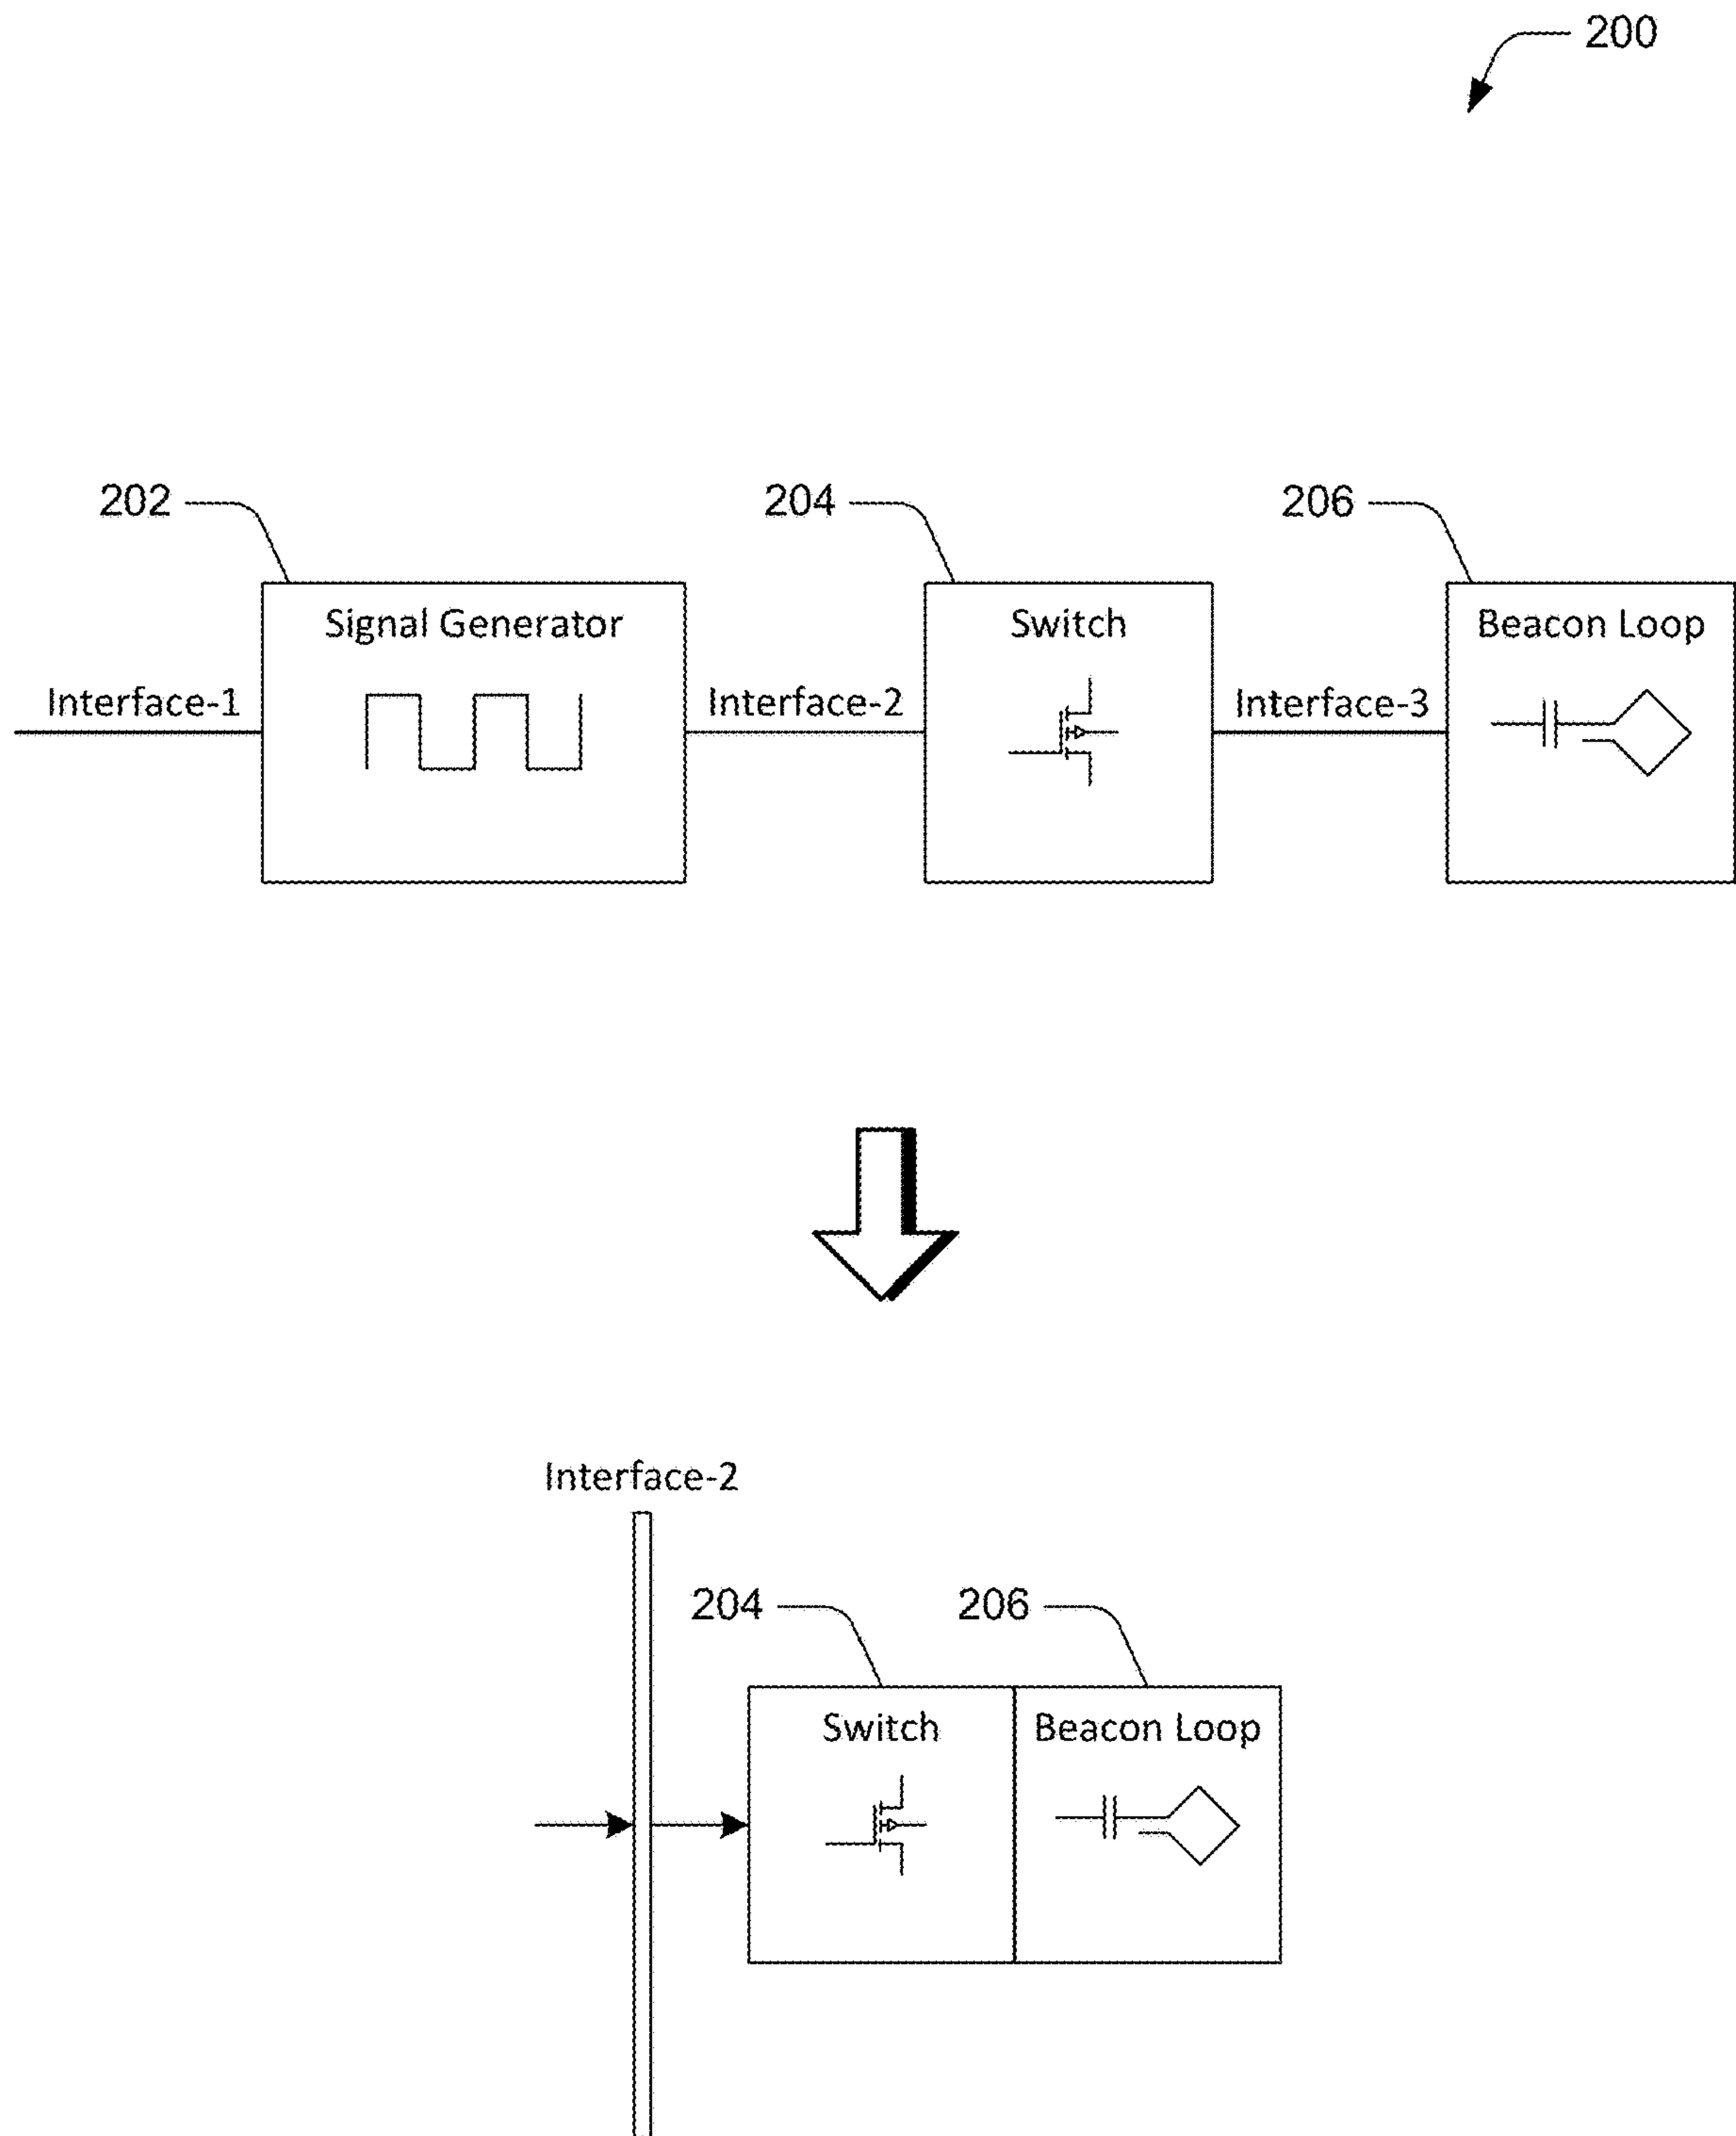 200
202
204
206
Signal Generator
Switch
Beacon Loop
Interface-1
Interface-2
Interface-3
Interface-2
204
206
Switch
Beacon Loop